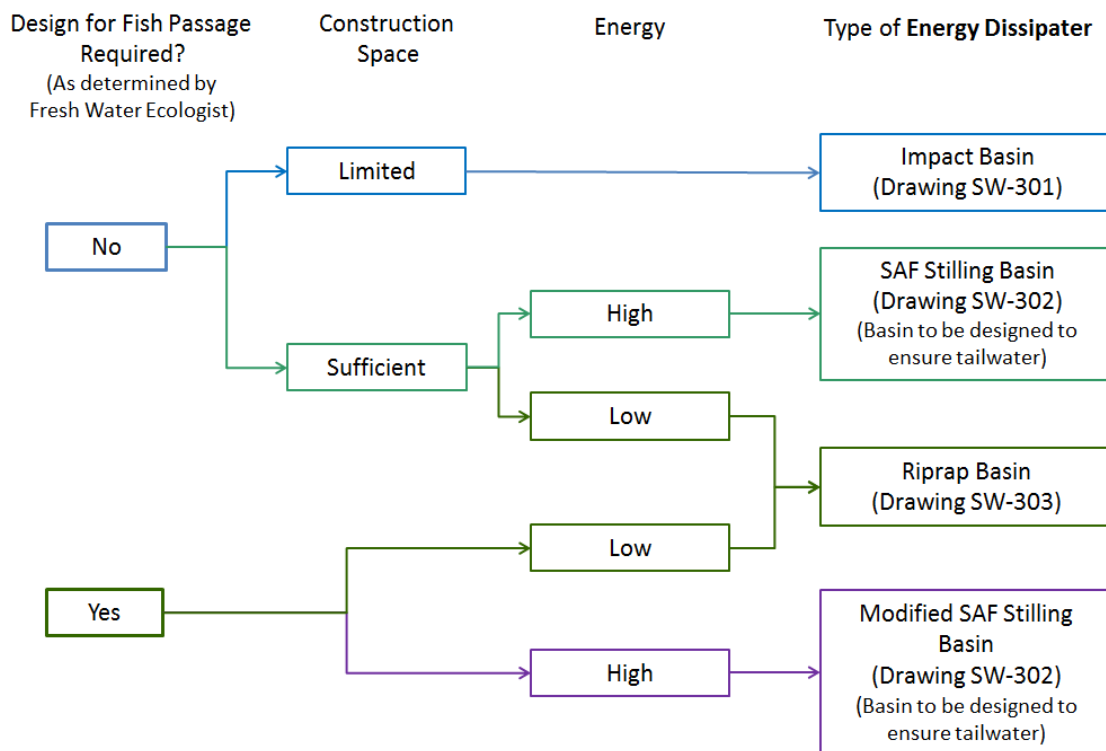 Design for Fish Passage
Required?
(As determined by
Fresh Water Ecologist)
Construction
Space
Energy
Type of Energy Dissipater
No
Limited
Impact Basin
(Drawing SW-301)
Sufficient
High
SAF Stilling Basin
(Drawing SW-302)
(Basin to be designed to
ensure tailwater)
Low
Riprap Basin
(Drawing SW-303)
Yes
Low
High
Modified SAF Stilling
Basin
(Drawing SW-302)
(Basin to be designed to
ensure tailwater)